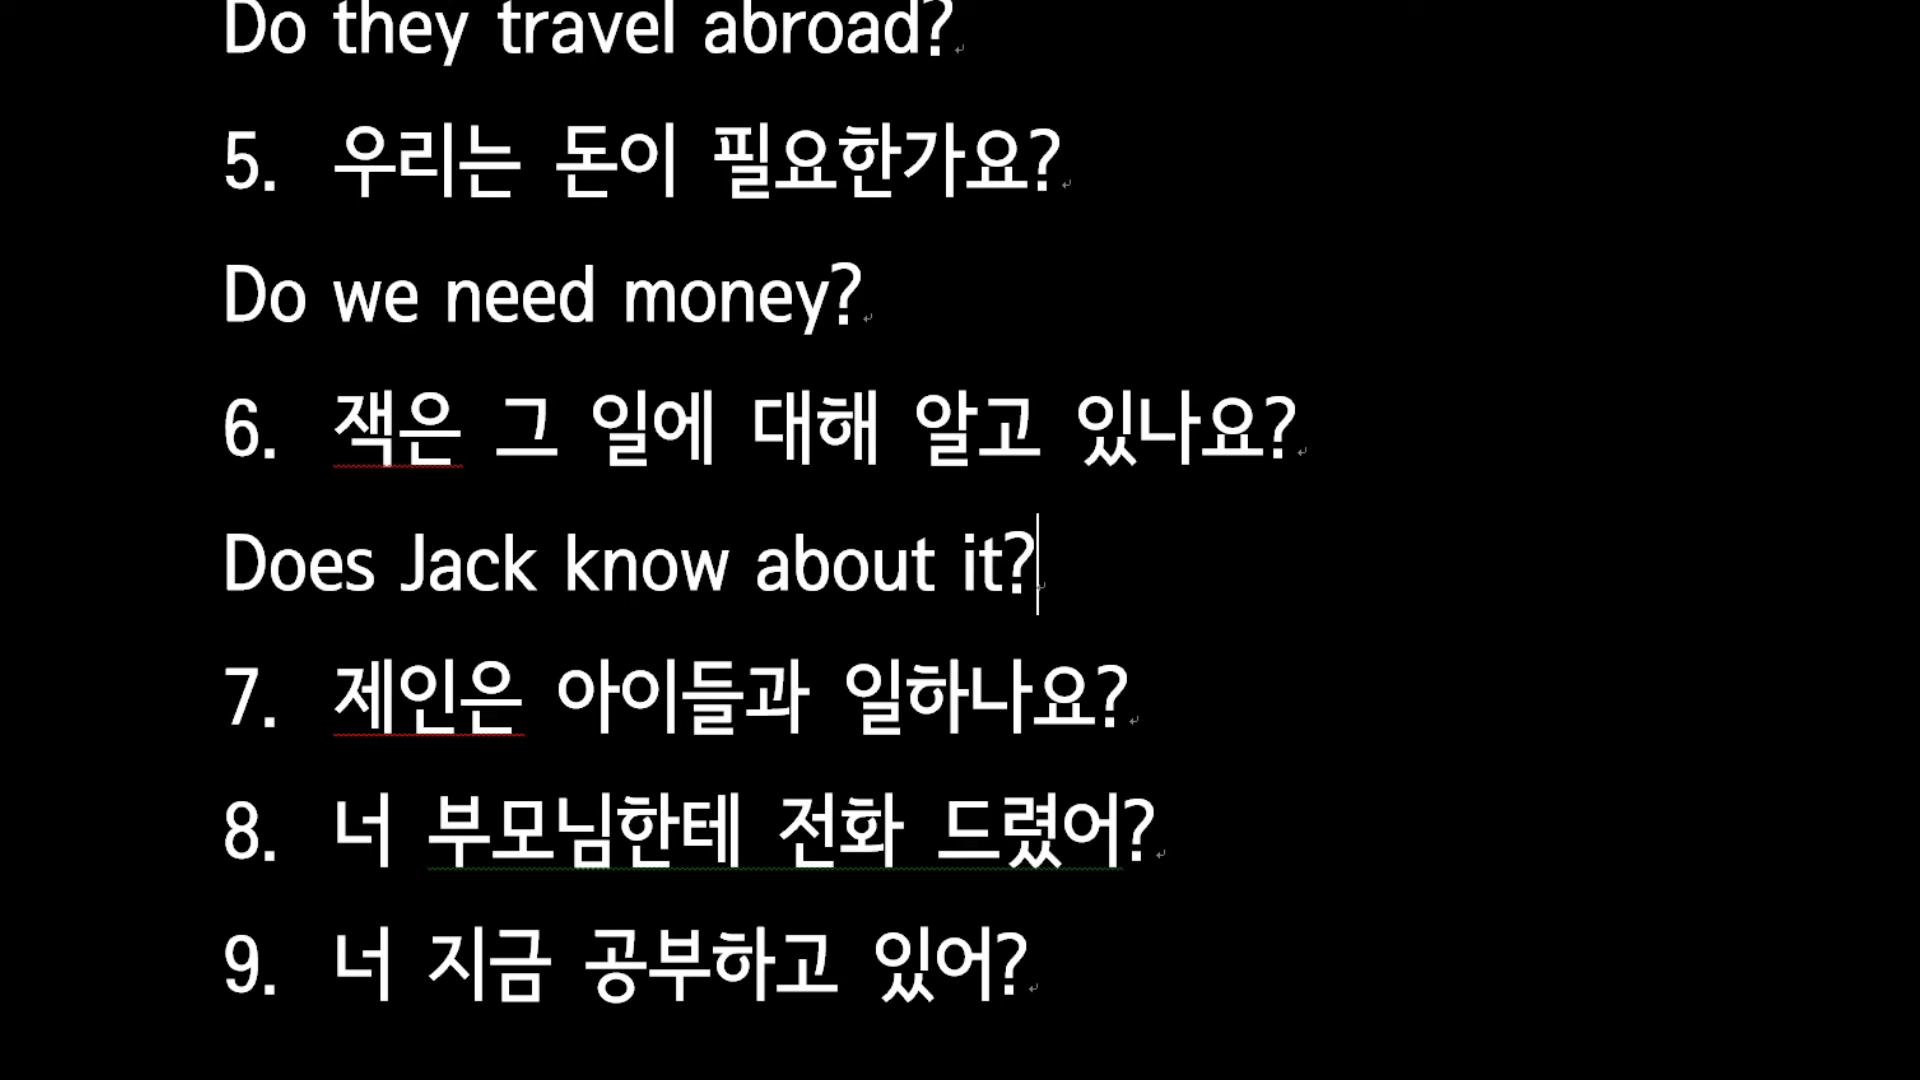 Do they travel abroad?
5. 우리는 돈이 필요한가요?
Do we need money?
6. 잭은 그 일에 대해 알고 있나요?
Does Jack know about it?
7. 제인은 아이들과 일하나요?
8. 너 부모님한테 전화 드렸어?
9. 너 지금 공부하고 있어?